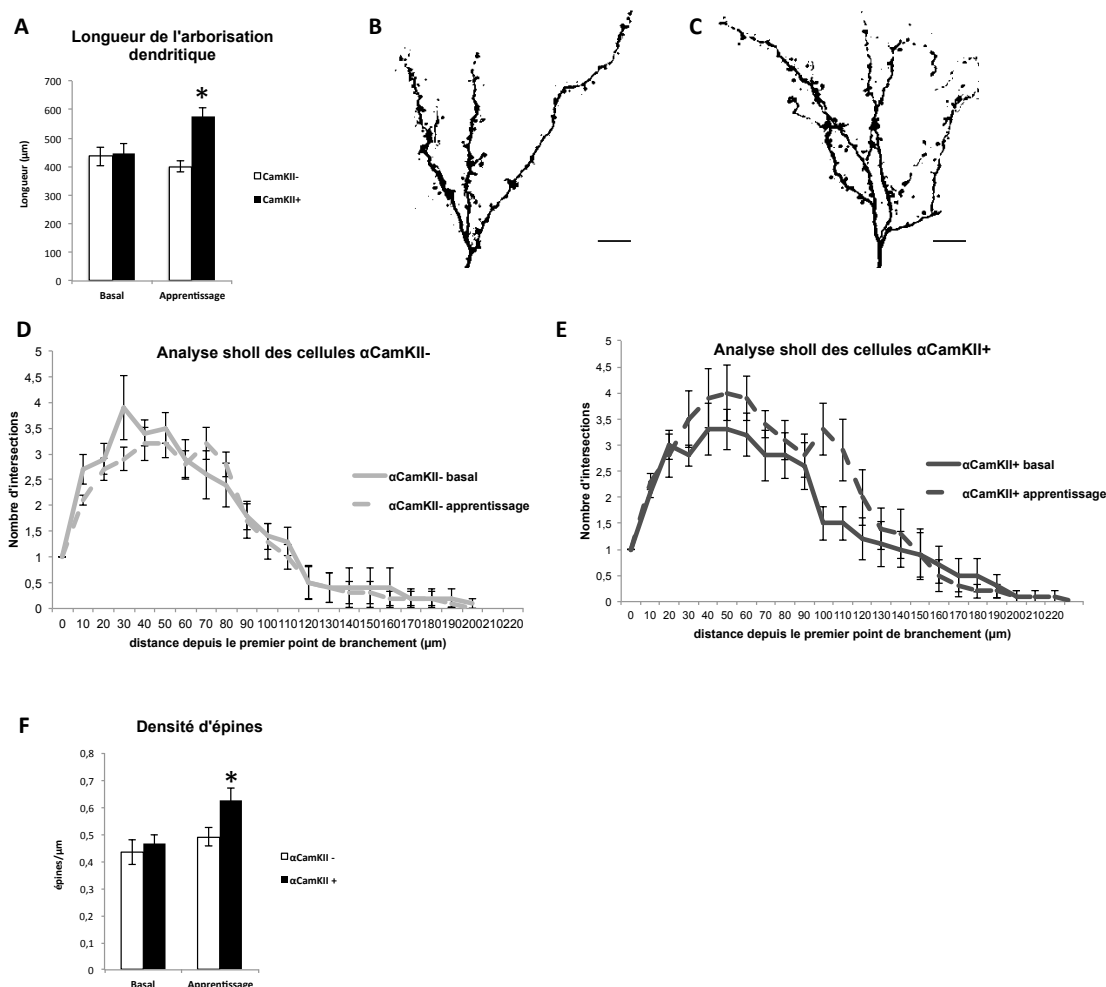 A
Longueur de l'arborisation
dendritique
Longueur (µm)
700
600
500
400
300
200
100
0
*
Basal
Apprentissage
CamKII-
CamKII+
B
C
D
Analyse sholl des cellules αCamKII-
Nombre d'intersections
5
4,5
4
3,5
3
2,5
2
1,5
1
0,5
0
αCamKII- basal
αCamKII- apprentissage
0 10 20 30 40 50 60 70 80 90 100 110 120 130 140 150 160 170 180 190 200 210 220
distance depuis le premier point de branchement (µm)
E
Analyse sholl des cellules αCamKII+
Nombre d'intersections
5
4,5
4
3,5
3
2,5
2
1,5
1
0,5
0
αCamKII+ basal
αCamKII+ apprentissage
0 10 20 30 40 50 60 70 80 90 100 110 120 130 140 150 160 170 180 190 200 210 220
distance depuis le premier point de branchement (µm)
F
Densité d'épines
épines/µm
0,8
0,7
0,6
0,5
0,4
0,3
0,2
0,1
0
*
Basal
Apprentissage
αCamKII -
αCamKII +